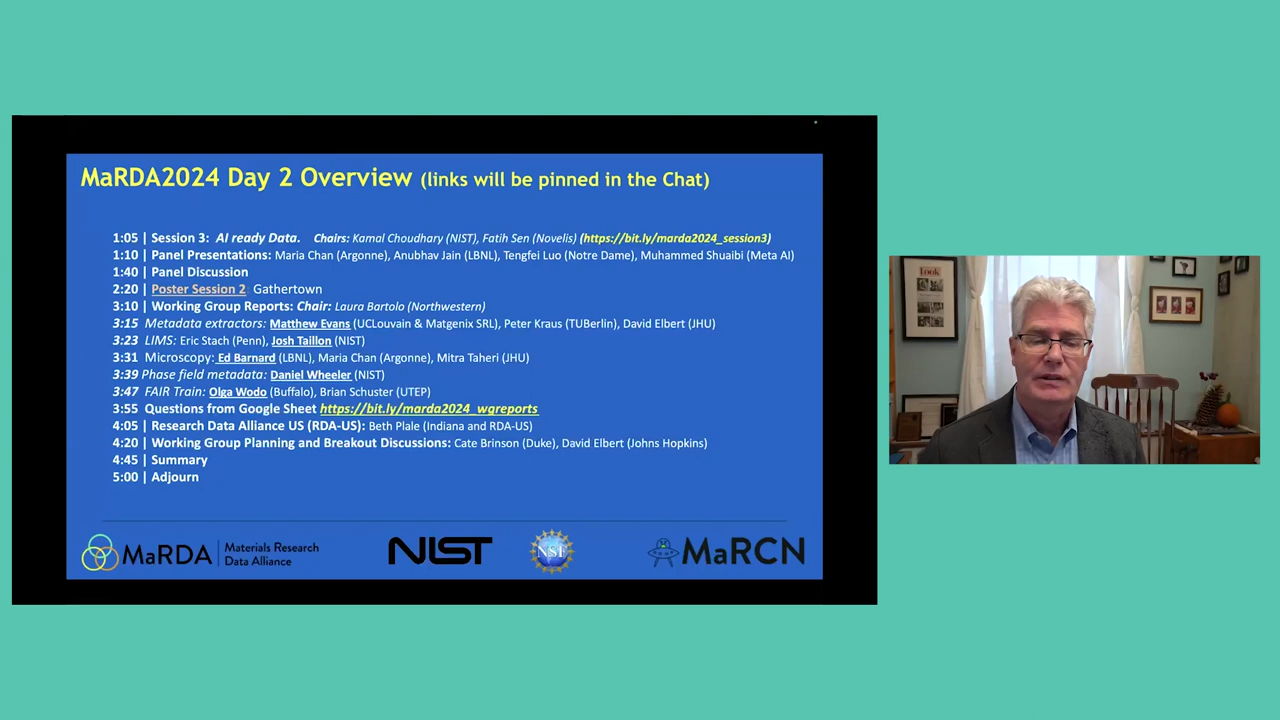 MaRDA2024 Day 2 Overview (links will be pinned in the Chat)
1:05 | Session 3: AI ready Data. Chairs: Kamal Choudhary (NIST), Fatih Sen (Novelis) (https://bit.ly/marda2024_session3)
1:10 | Panel Presentations: Maria Chan (Argonne), Anubhav Jain (LBNL), Tengfei Luo (Notre Dame), Muhammed Shuaibi (Meta AI)
1:40 | Panel Discussion
2:20 | Poster Session 2 Gathertown
3:10 | Working Group Reports: Chair: Laura Bartolo (Northwestern)
3:15 Metadata extractors: Matthew Evans (UCLouvain & Matgenix SRL), Peter Kraus (TUBerlin), David Elbert (JHU)
3:23 LIMS: Eric Stach (Penn), Josh Taillon (NIST)
3:31 Microscopy: Ed Barnard (LBNL), Maria Chan (Argonne), Mitra Taheri (JHU)
3:39 Phase field metadata: Daniel Wheeler (NIST)
3:47 FAIR Train: Olga Wodo (Buffalo), Brian Schuster (UTEP)
3:55 Questions from Google Sheet https://bit.ly/marda2024_wgreports
4:05 | Research Data Alliance US (RDA-US): Beth Plale (Indiana and RDA-US)
4:20 | Working Group Planning and Breakout Discussions: Cate Brinson (Duke), David Elbert (Johns Hopkins)
4:45 | Summary
5:00 | Adjourn
MaRDA | Materials Research
Data Alliance
NIST
NSF
MaRCN
Look